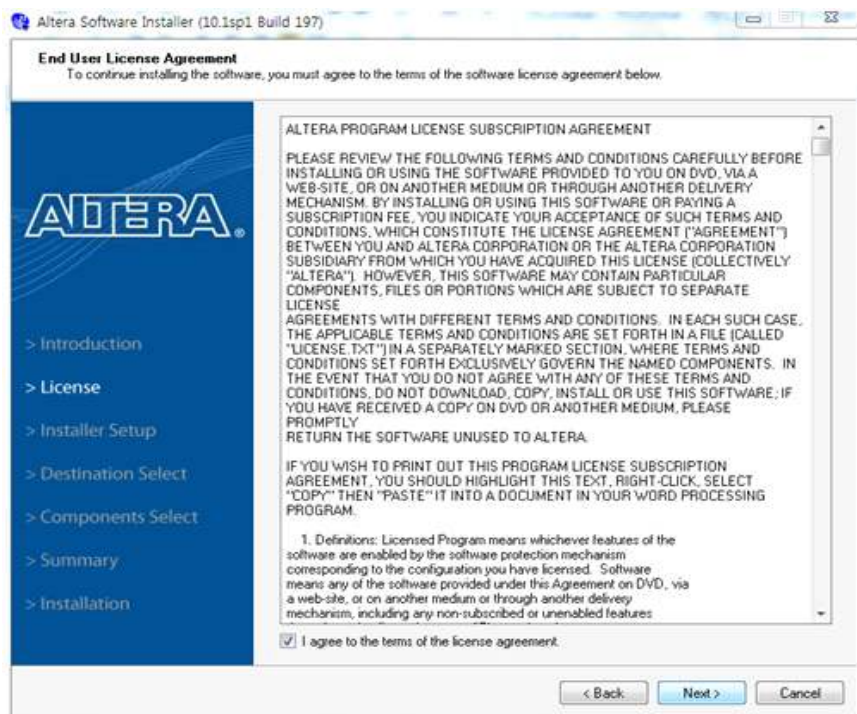 Altera Software Installer (10.1sp1 Build 197)
End User License Agreement
To continue installing the software, you must agree to the terms of the software license agreement below.
ALTERA®
> Introduction
> License
> Installer Setup
> Destination Select
> Components Select
> Summary
> Installation
ALTERA PROGRAM LICENSE SUBSCRIPTION AGREEMENT
PLEASE REVIEW THE FOLLOWING TERMS AND CONDITIONS CAREFULLY BEFORE
INSTALLING OR USING THE SOFTWARE PROVIDED TO YOU ON DVD, VIA A
WEB-SITE, OR ON ANOTHER MEDIUM OR THROUGH ANOTHER DELIVERY
MECHANISM. BY INSTALLING OR USING THIS SOFTWARE OR PAYING A
SUBSCRIPTION FEE, YOU INDICATE YOUR ACCEPTANCE OF SUCH TERMS AND
CONDITIONS, WHICH CONSTITUTE THE LICENSE AGREEMENT ("AGREEMENT")
BETWEEN YOU AND ALTERA CORPORATION OR THE ALTERA CORPORATION
SUBSIDIARY FROM WHICH YOU HAVE ACQUIRED THIS LICENSE (COLLECTIVELY
"ALTERA"). HOWEVER, THIS SOFTWARE MAY CONTAIN PARTICULAR
COMPONENTS, FILES OR PORTIONS WHICH ARE SUBJECT TO SEPARATE
LICENSE
AGREEMENTS WITH DIFFERENT TERMS AND CONDITIONS. IN EACH SUCH CASE,
THE APPLICABLE TERMS AND CONDITIONS ARE SET FORTH IN A FILE (CALLED
"LICENSE.TXT") IN A SEPARATELY MARKED SECTION, WHERE TERMS AND
CONDITIONS SET FORTH EXCLUSIVELY GOVERN THE NAMED COMPONENTS. IN
THE EVENT THAT YOU DO NOT AGREE WITH ANY OF THESE TERMS AND
CONDITIONS, DO NOT DOWNLOAD, COPY, INSTALL OR USE THIS SOFTWARE; IF
YOU HAVE RECEIVED A COPY ON DVD OR ANOTHER MEDIUM, PLEASE
PROMPTLY
RETURN THE SOFTWARE UNUSED TO ALTERA.
IF YOU WISH TO PRINT OUT THIS PROGRAM LICENSE SUBSCRIPTION
AGREEMENT, YOU SHOULD HIGHLIGHT THIS TEXT, RIGHT-CLICK, SELECT
"COPY" THEN "PASTE" IT INTO A DOCUMENT IN YOUR WORD PROCESSING
PROGRAM.
1. Definitions: Licensed Program means whichever features of the
software are enabled by the software protection mechanism
corresponding to the configuration you have licensed. Software
means any of the software provided under this Agreement on DVD, via
a web-site, or on another medium or through another delivery
mechanism, including any non-subscribed or unenabled features
I agree to the terms of the license agreement.
< Back
Next >
Cancel